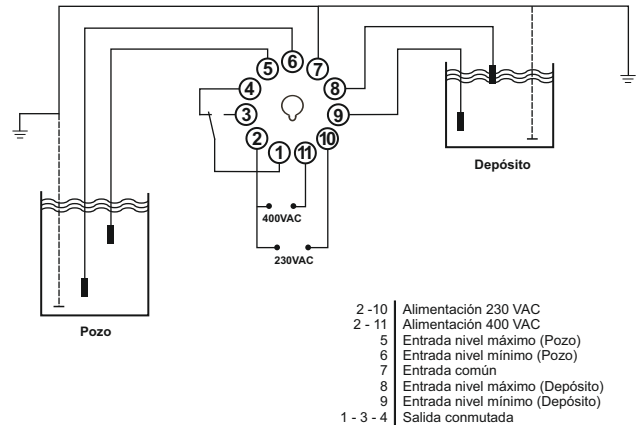 6
5
7
4
8
3
9
2
10
1
11
400VAC
230VAC
Depósito
Pozo
2 -10 Alimentación 230 VAC
2 - 11 Alimentación 400 VAC
5 Entrada nivel máximo (Pozo)
6 Entrada nivel mínimo (Pozo)
7 Entrada común
8 Entrada nivel máximo (Depósito)
9 Entrada nivel mínimo (Depósito)
1 - 3 - 4 Salida conmutada